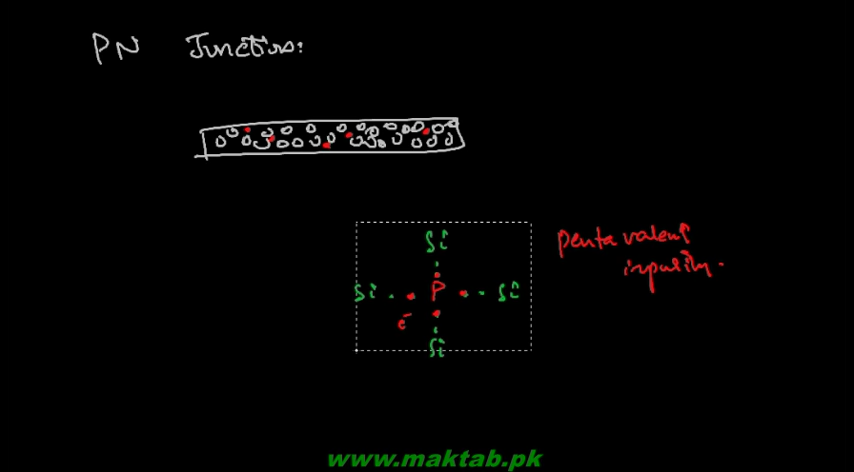 PN Junction:
Si
Si P Si
e-
Si
Penta valent
impurity.
www.maktab.pk